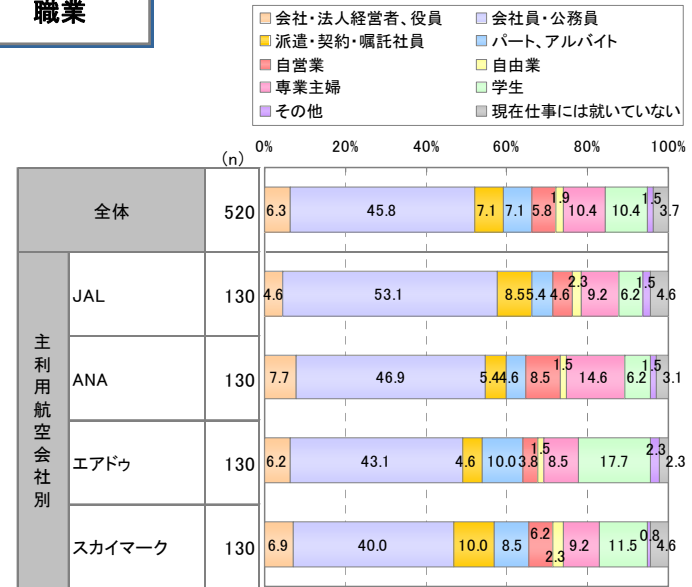 職業
会社・法人経営者、役員 会社員・公務員
派遣・契約・嘱託社員 パート、アルバイト
自営業 自由業
専業主婦 学生
その他 現在仕事には就いていない
(n) 0% 20% 40% 60% 80% 100%
全体 520 6.3 45.8 7.1 7.1 5.8 1.9 10.4 10.4 1.5 3.7
主利用航空会社別
JAL 130 4.6 53.1 8.5 5.4 4.6 2.3 9.2 6.2 1.5 4.6
ANA 130 7.7 46.9 5.4 4.6 8.5 1.5 14.6 6.2 1.5 3.1
エアドゥ 130 6.2 43.1 4.6 10.0 3.8 1.5 8.5 17.7 2.3 2.3
スカイマーク 130 6.9 40.0 10.0 8.5 6.2 2.3 9.2 11.5 0.8 4.6